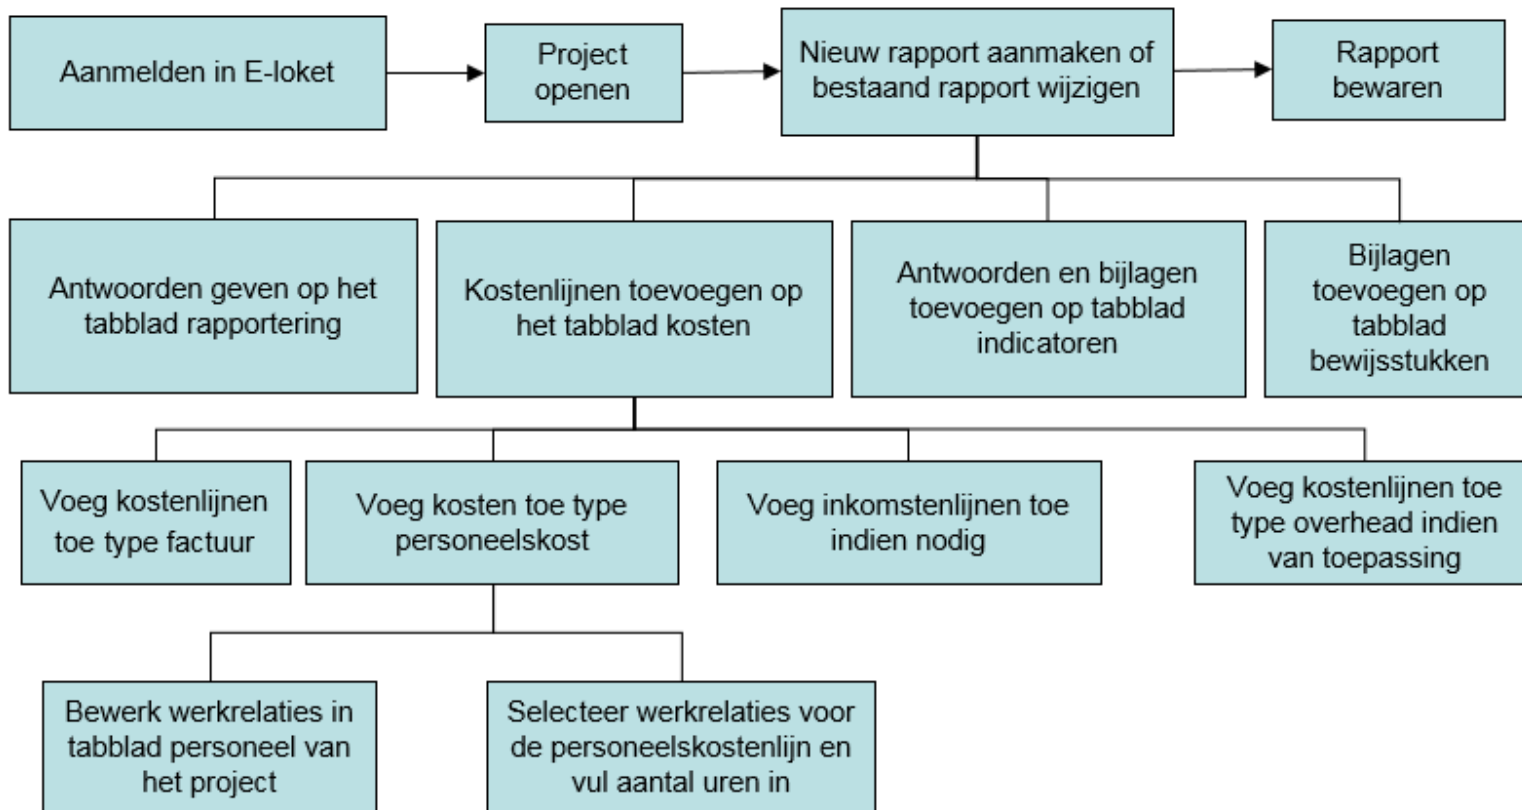 Aanmelden in E-loket
Project
openen
Nieuw rapport aanmaken of
bestaand rapport wijzigen
Rapport
bewaren
Antwoorden geven op het
tabblad rapportering
Kostenlijnen toevoegen op
het tabblad kosten
Antwoorden en bijlagen
toevoegen op tabblad
indicatoren
Bijlagen
toevoegen op
tabblad
bewijsstukken
Voeg kostenlijnen
toe type factuur
Voeg kosten toe type
personeelskost
Voeg inkomstenlijnen toe
indien nodig
Voeg kostenlijnen toe
type overhead indien
van toepassing
Bewerk werkrelaties in
tabblad personeel van
het project
Selecteer werkrelaties voor
de personeelskostenlijn en
vul aantal uren in